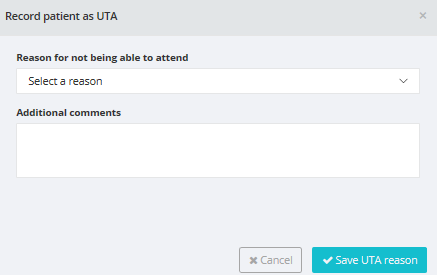 Record patient as UTA ×
Reason for not being able to attend
Select a reason
Additional comments
✖ Cancel ✔ Save UTA reason